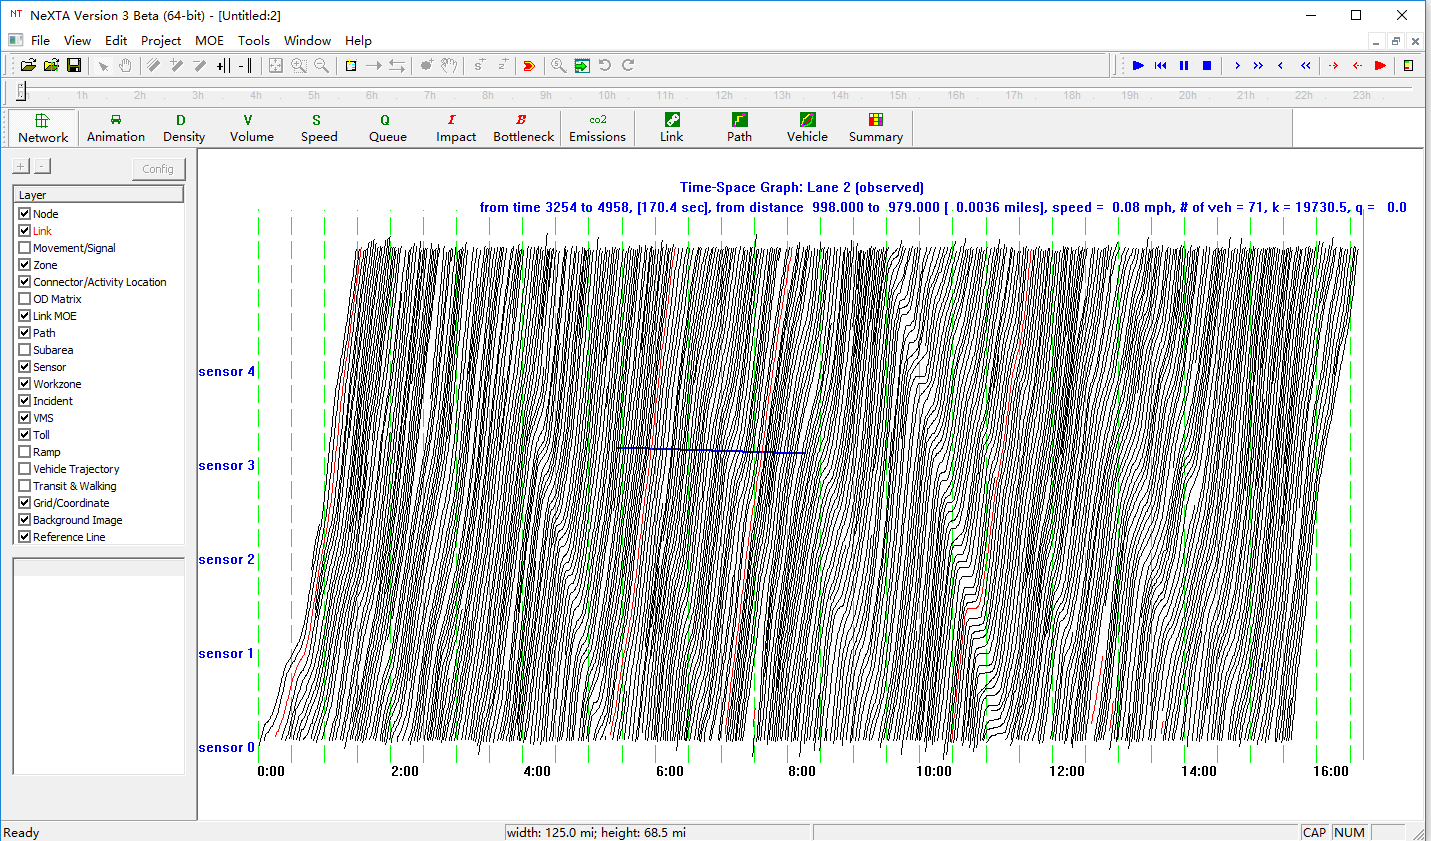 NeXTA Version 3 Beta (64-bit) - [Untitled:2]
File View Edit Project MOE Tools Window Help
1h 2h 3h 4h 5h 6h 7h 8h 9h 10h 11h 12h 13h 14h 15h 16h 17h 18h 19h 20h 21h 22h 23h
D V S Q I B co2
Network Animation Density Volume Speed Queue Impact Bottleneck Emissions Link Path Vehicle Summary
+ - Config
Layer
Node
Link
Movement/Signal
Zone
Connector/Activity Location
OD Matrix
Link MOE
Path
Subarea
Sensor
Workzone
Incident
VMS
Toll
Ramp
Vehicle Trajectory
Transit & Walking
Grid/Coordinate
Background Image
Reference Line
Time-Space Graph: Lane 2 (observed)
from time 3254 to 4958, [170.4 sec], from distance 998.000 to 979.000 [ 0.0036 miles], speed = 0.08 mph, # of veh = 71, k = 19730.5, q = 0.0
sensor 4
sensor 3
sensor 2
sensor 1
sensor 0
0:00 2:00 4:00 6:00 8:00 10:00 12:00 14:00 16:00
Ready width: 125.0 mi; height: 68.5 mi CAP NUM